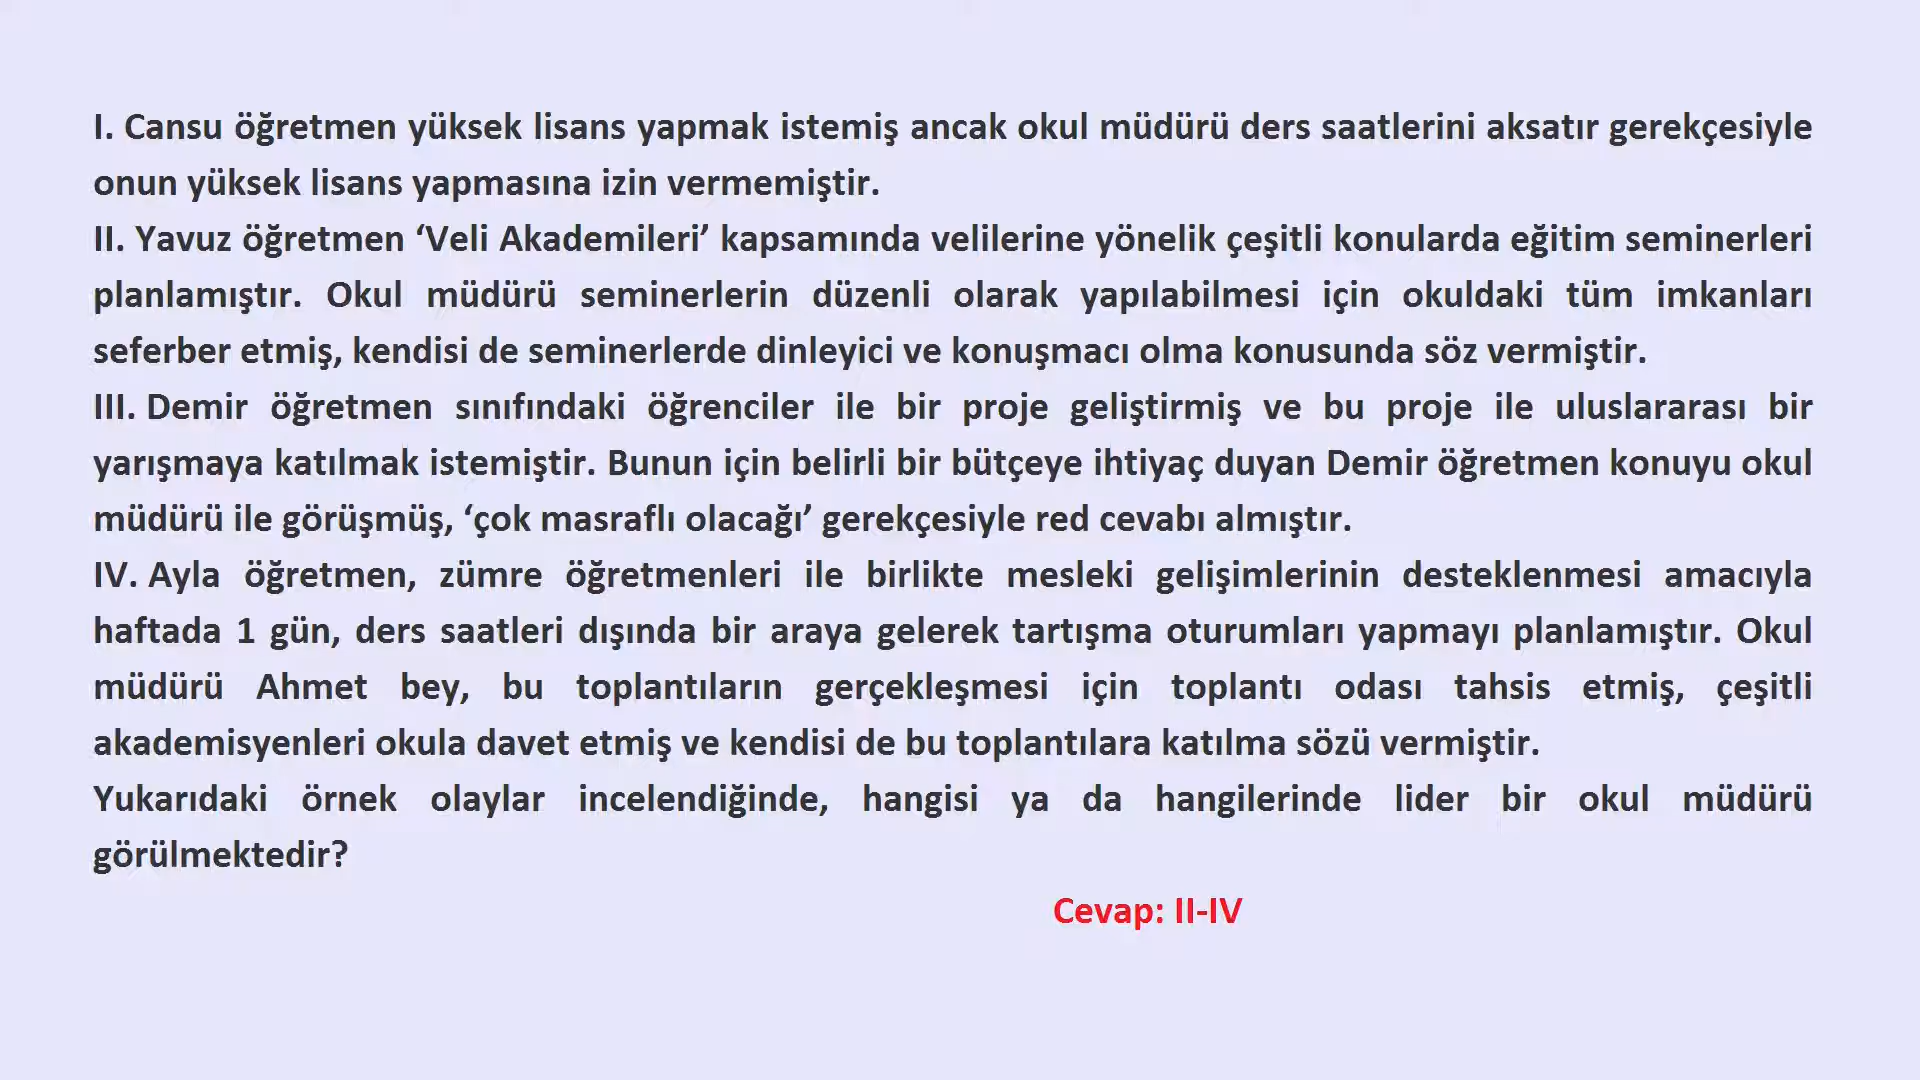 I. Cansu öğretmen yüksek lisans yapmak istemiş ancak okul müdürü ders saatlerini aksatır gerekçesiyle
onun yüksek lisans yapmasına izin vermemiştir.
II. Yavuz öğretmen ‘Veli Akademileri’ kapsamında velilerine yönelik çeşitli konularda eğitim seminerleri
planlamıştır. Okul müdürü seminerlerin düzenli olarak yapılabilmesi için okuldaki tüm imkanları
seferber etmiş, kendisi de seminerlerde dinleyici ve konuşmacı olma konusunda söz vermiştir.
III. Demir öğretmen sınıfındaki öğrenciler ile bir proje geliştirmiş ve bu proje ile uluslararası bir
yarışmaya katılmak istemiştir. Bunun için belirli bir bütçeye ihtiyaç duyan Demir öğretmen konuyu okul
müdürü ile görüşmüş, ‘çok masraflı olacağı’ gerekçesiyle red cevabı almıştır.
IV. Ayla öğretmen, zümre öğretmenleri ile birlikte mesleki gelişimlerinin desteklenmesi amacıyla
haftada 1 gün, ders saatleri dışında bir araya gelerek tartışma oturumları yapmayı planlamıştır. Okul
müdürü Ahmet bey, bu toplantıların gerçekleşmesi için toplantı odası tahsis etmiş, çeşitli
akademisyenleri okula davet etmiş ve kendisi de bu toplantılara katılma sözü vermiştir.
Yukarıdaki örnek olaylar incelendiğinde, hangisi ya da hangilerinde lider bir okul müdürü
görülmektedir?
Cevap: II-IV